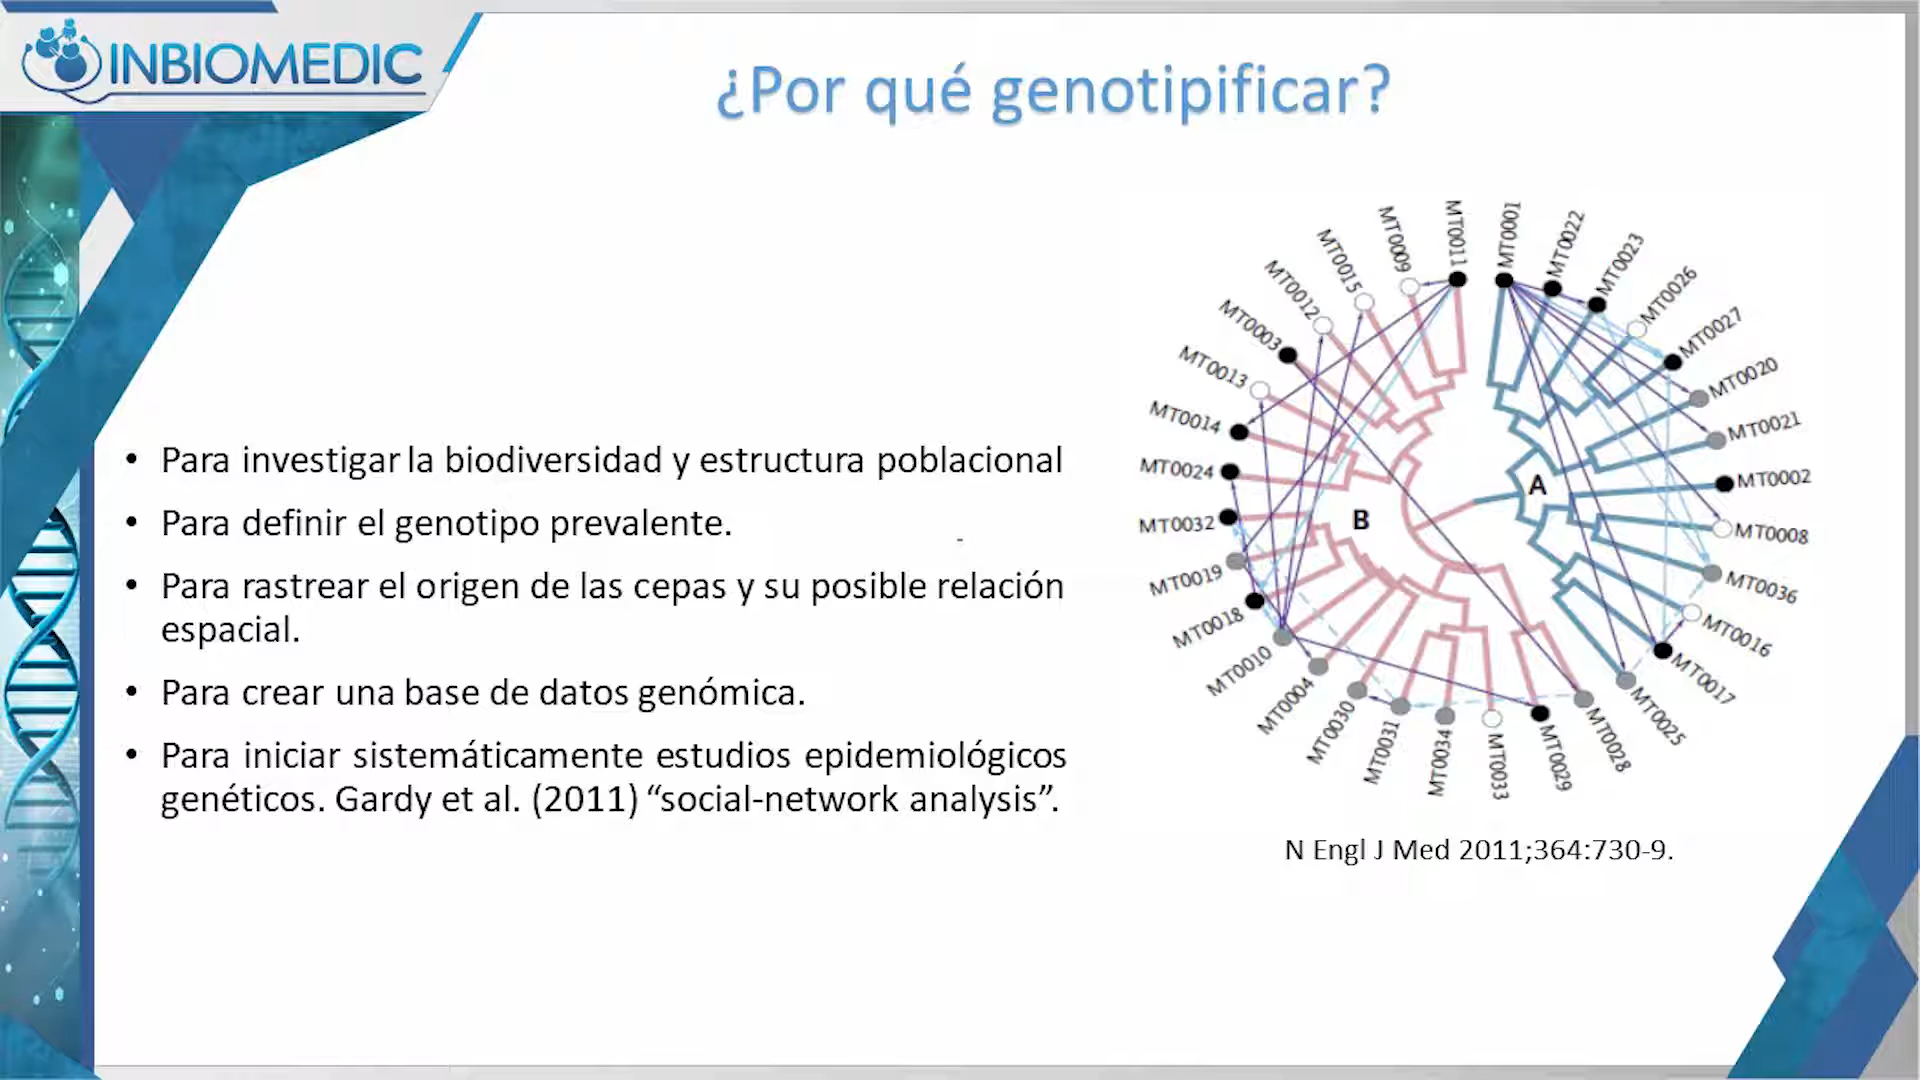 INBIOMEDIC
¿Por qué genotipificar?
• Para investigar la biodiversidad y estructura poblacional
• Para definir el genotipo prevalente.
• Para rastrear el origen de las cepas y su posible relación
espacial.
• Para crear una base de datos genómica.
• Para iniciar sistemáticamente estudios epidemiológicos
genéticos. Gardy et al. (2011) “social-network analysis”.
MT0001
MT0022
MT0023
MT0026
MT0027
MT0020
MT0021
MT0002
MT0008
MT0036
MT0016
MT0017
MT0025
MT0028
MT0029
MT0033
MT0034
MT0031
MT0030
MT0004
MT0010
MT0018
MT0019
MT0032
MT0024
MT0014
MT0013
MT0003
MT0012
MT0015
MT0009
MT0011
A
B
N Engl J Med 2011;364:730-9.